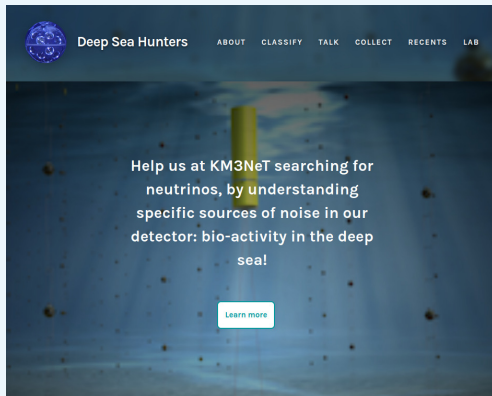 Deep Sea Hunters
ABOUT CLASSIFY TALK COLLECT RECENTS LAB
Help us at KM3NeT searching for
neutrinos, by understanding
specific sources of noise in our
detector: bio-activity in the deep
sea!
Learn more